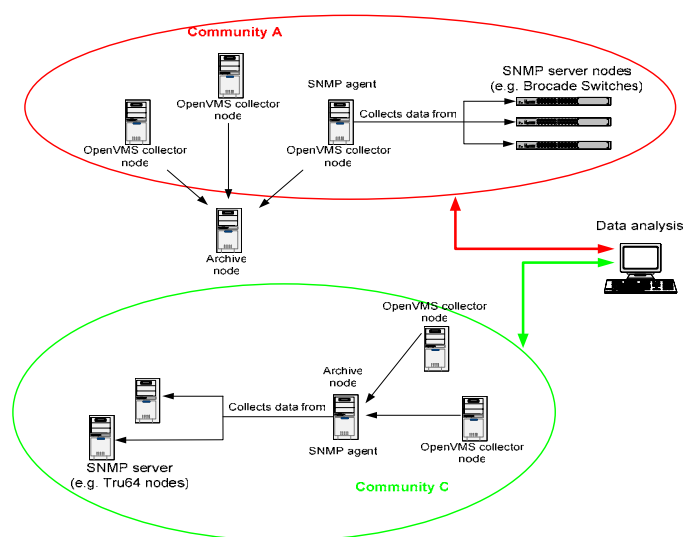 Community A
SNMP server nodes
(e.g. Brocade Switches)
SNMP agent
OpenVMS collector
node
Collects data from
OpenVMS collector
node
OpenVMS collector
node
Archive
node
Data analysis
OpenVMS collector
node
Archive
node
Collects data from
SNMP agent
OpenVMS collector
node
SNMP server
(e.g. Tru64 nodes)
Community C